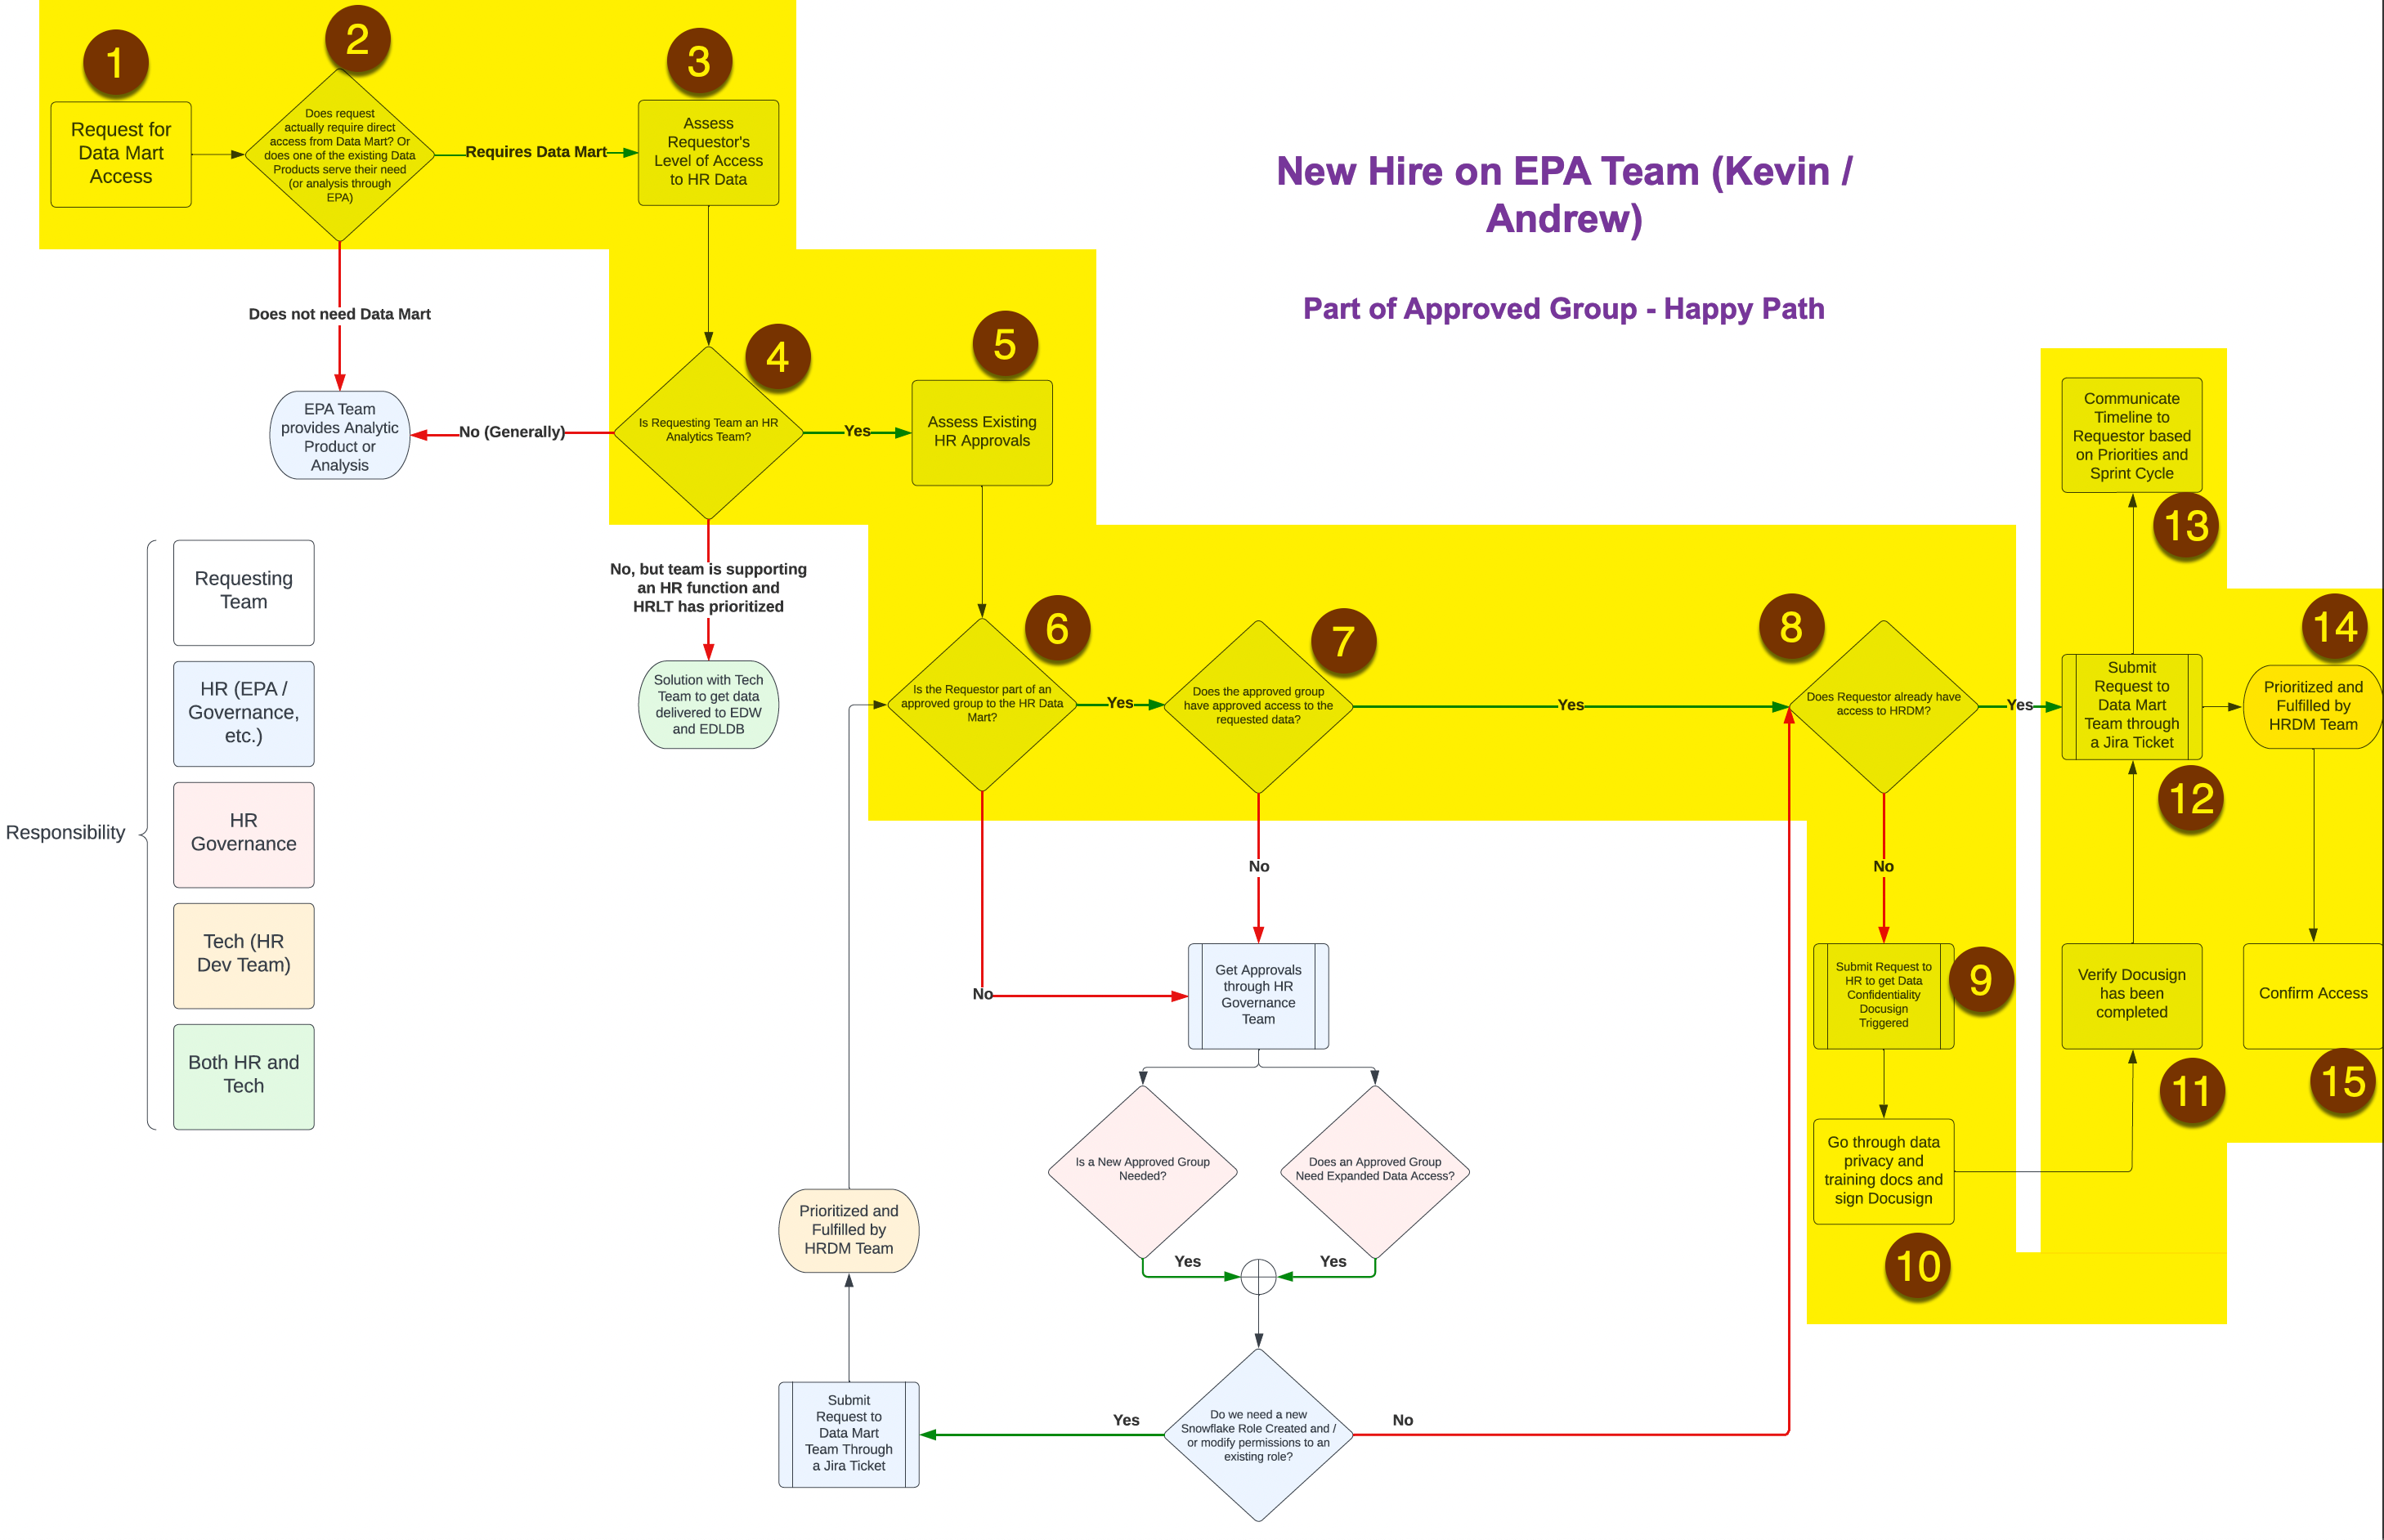 1
Request for
Data Mart
Access
2
Does request
actually require direct
access from Data Mart? Or
does one of the existing Data
Products serve their need
(or analysis through
EPA)
Requires Data Mart
3
Assess
Requestor's
Level of Access
to HR Data
New Hire on EPA Team (Kevin /
Andrew)
Part of Approved Group - Happy Path
Does not need Data Mart
EPA Team
provides Analytic
Product or
Analysis
No (Generally)
4
Is Requesting Team an HR
Analytics Team?
Yes
5
Assess Existing
HR Approvals
No, but team is supporting
an HR function and
HRLT has prioritized
Solution with Tech
Team to get data
delivered to EDW
and EDLDB
Responsibility
Requesting
Team
HR (EPA /
Governance,
etc.)
HR
Governance
Tech (HR
Dev Team)
Both HR and
Tech
6
Is the Requestor part of an
approved group to the HR Data
Mart?
Yes
7
Does the approved group
have approved access to the
requested data?
Yes
8
Does Requestor already have
access to HRDM?
Yes
Communicate
Timeline to
Requestor based
on Priorities and
Sprint Cycle
13
Submit
Request to
Data Mart
Team through
a Jira Ticket
12
14
Prioritized and
Fulfilled by
HRDM Team
No
No
No
Get Approvals
through HR
Governance
Team
Submit Request to
HR to get Data
Confidentiality
Docusign
Triggered
9
Verify Docusign
has been
completed
11
Confirm Access
15
Go through data
privacy and
training docs and
sign Docusign
10
Is a New Approved Group
Needed?
Does an Approved Group
Need Expanded Data Access?
Yes
Yes
Prioritized and
Fulfilled by
HRDM Team
Submit
Request to
Data Mart
Team Through
a Jira Ticket
Yes
Do we need a new
Snowflake Role Created and /
or modify permissions to an
existing role?
No